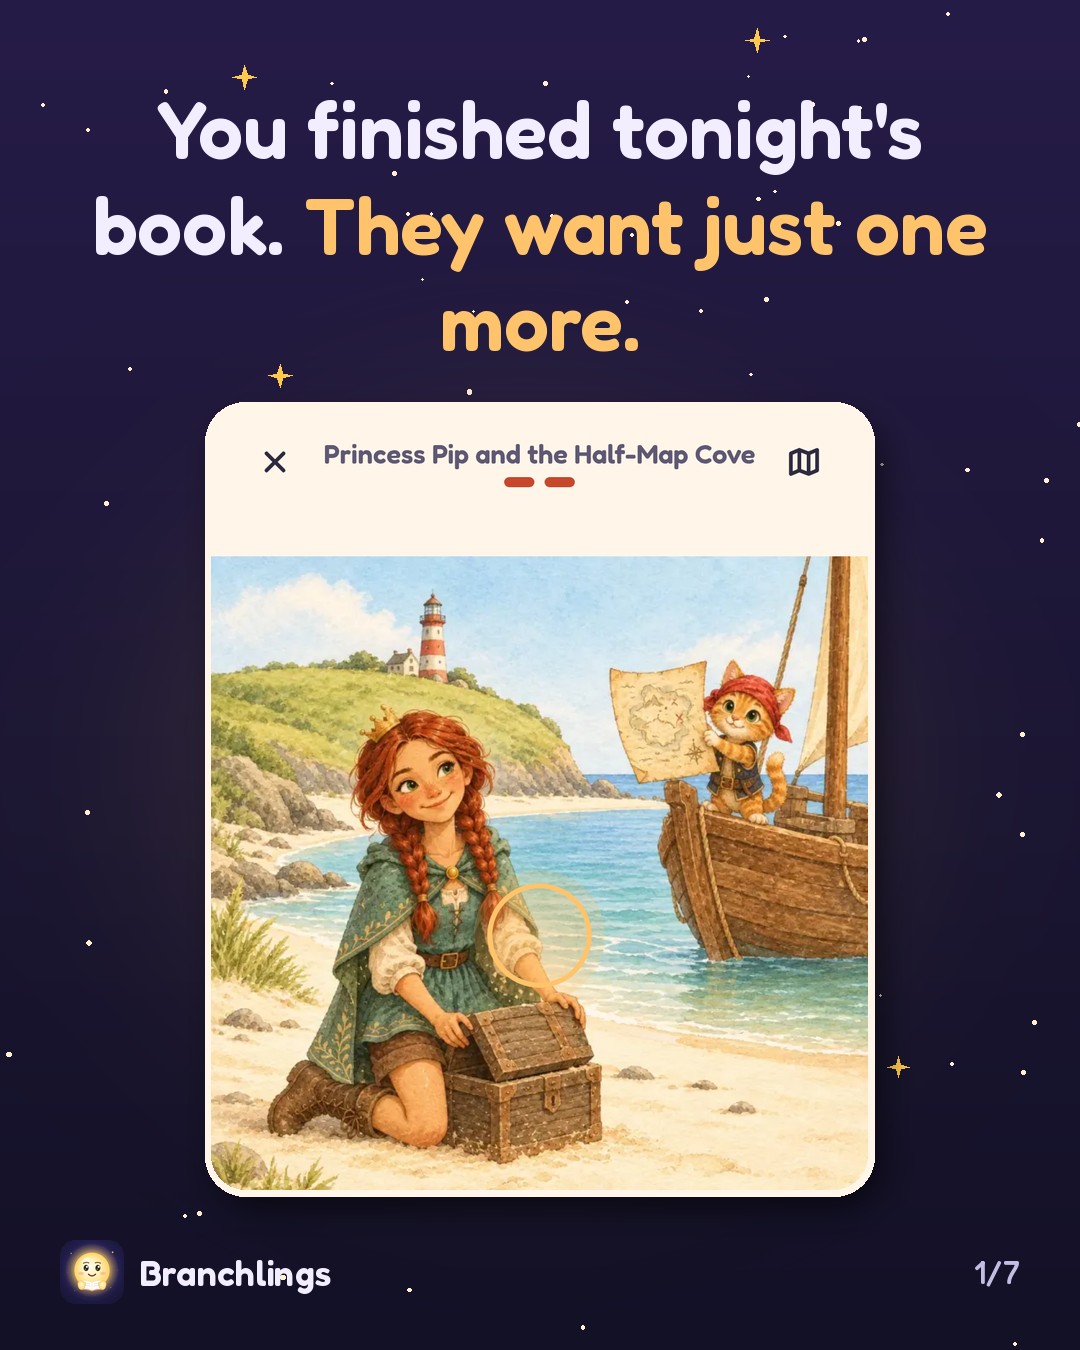 You finished tonight's
book. They want just one
more.
Princess Pip and the Half-Map Cove
Branchlings
1/7